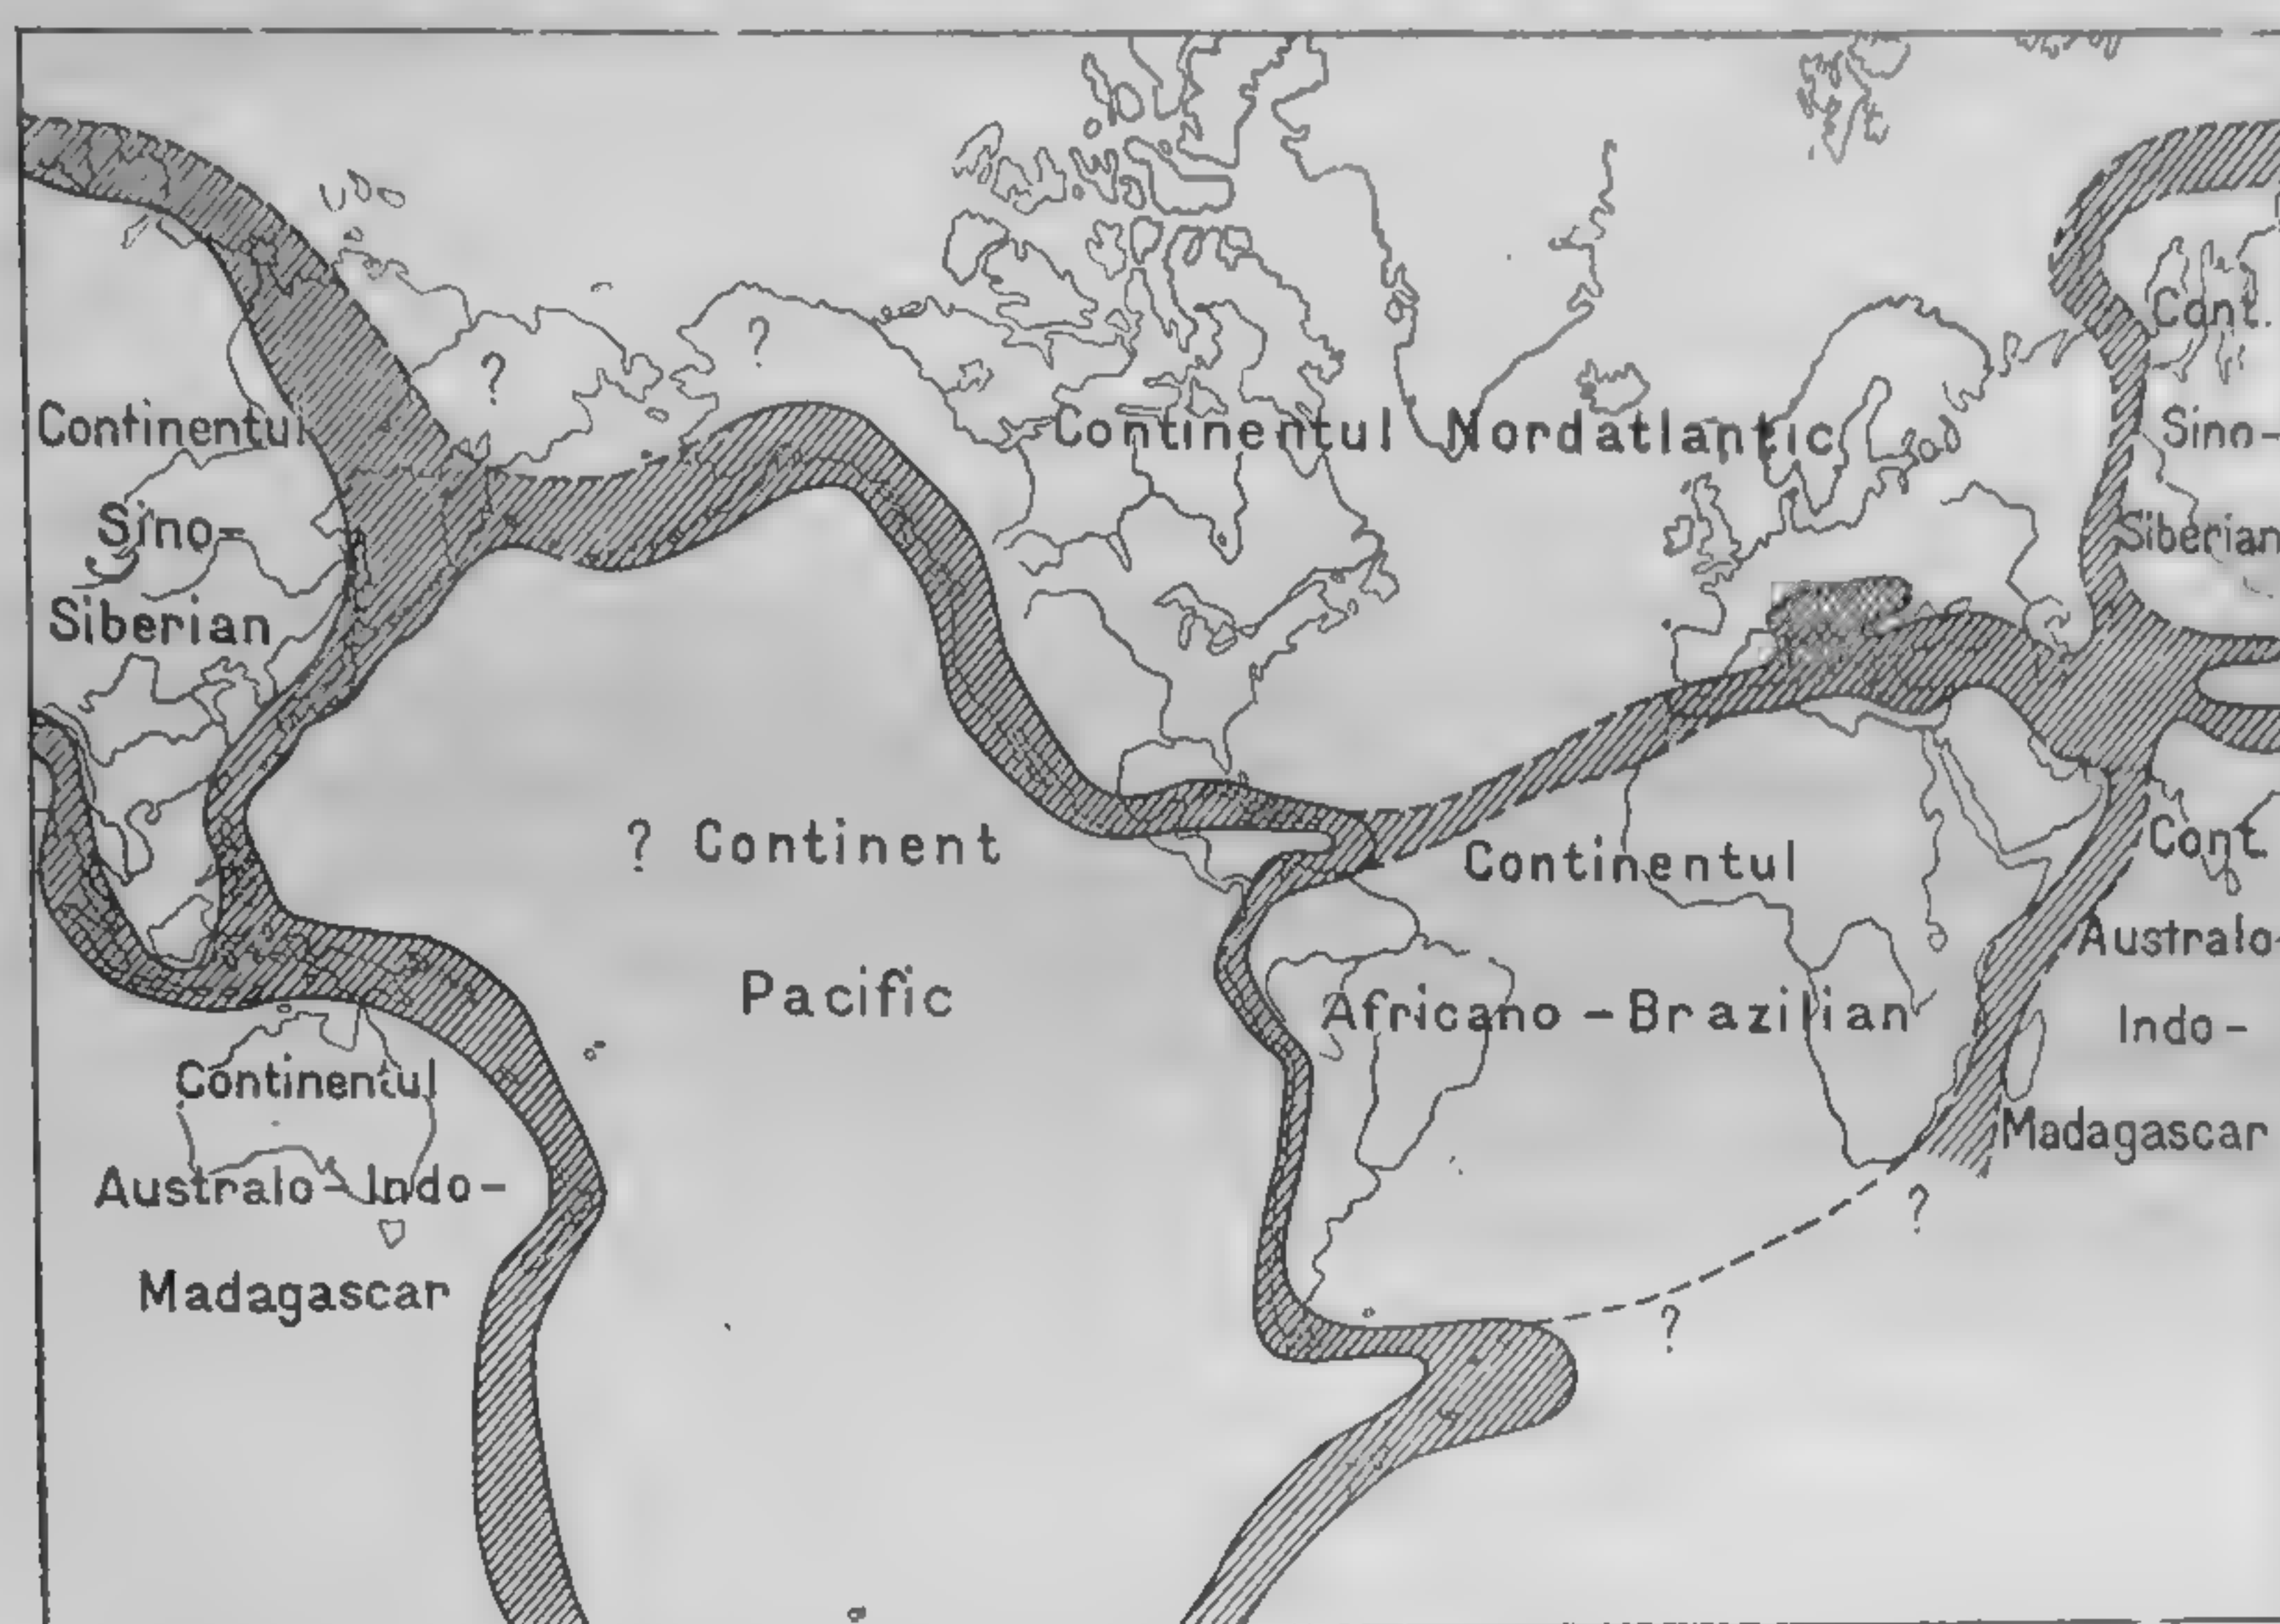 ?
?
Continentul
Sino-
Siberian
Continentul Nordatlantic
Cont.
Sino-
Siberian
? Continent
Pacific
Continentul
Africano-Brazilian
Cont.
Australo-
Indo-
Madagascar
Continentul
Australo-Indo-
Madagascar
?
?